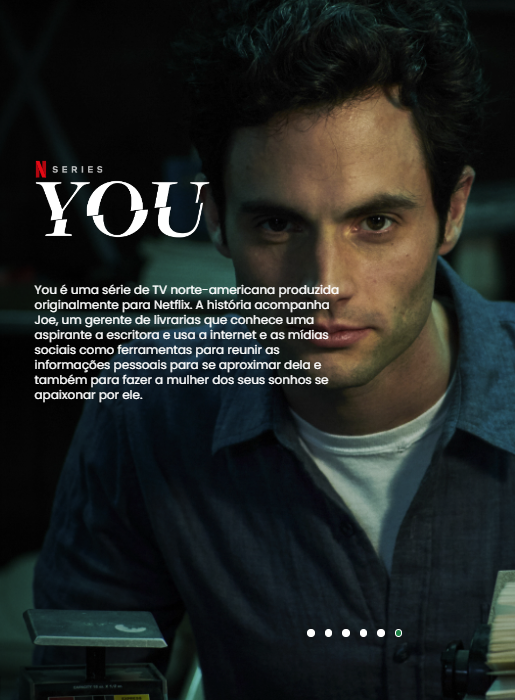 N SERIES
YOU
You é uma série de TV norte-americana produzida
originalmente para Netflix. A história acompanha
Joe, um gerente de livrarias que conhece uma
aspirante a escritora e usa a internet e as mídias
sociais como ferramentas para reunir as
informações pessoais para se aproximar dela e
também para fazer a mulher dos seus sonhos se
apaixonar por ele.